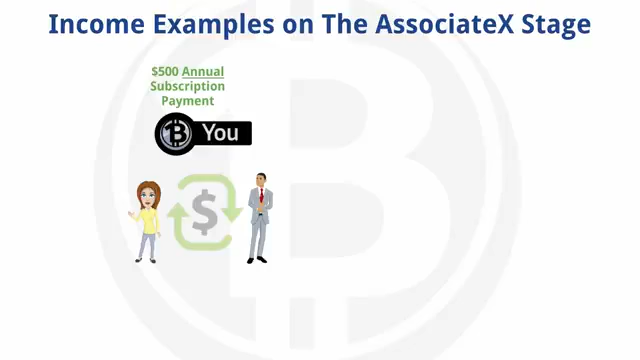 Income Examples on The AssociateX Stage
$500 Annual
Subscription
Payment
You
$